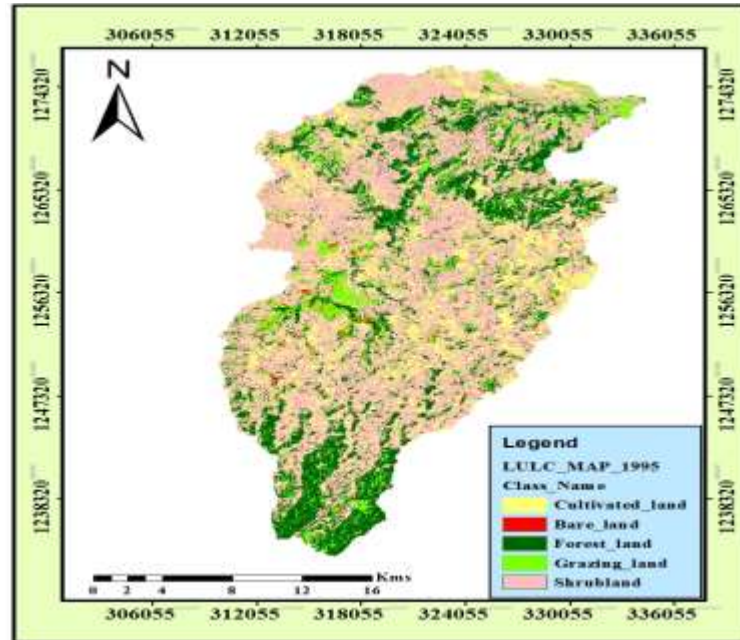 306055 312055 318055 324055 330055 336055
N
1274320 1274320
1265320 1265320
1256320 1256320
1247320 1247320
1238320 1238320
Legend
LULC_MAP_1995
Class_Name
Cultivated_land
Bare_land
Forest_land
Grazing_land
Shrubland
Kms
0 2 4 8 12 16
306055 312055 318055 324055 330055 336055